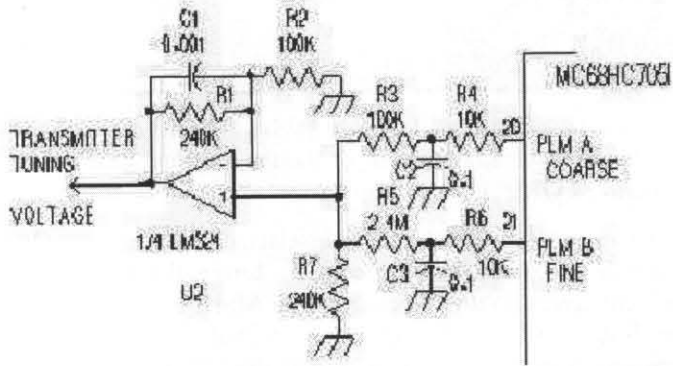 C1
0.001
R2
100K
R1
240K
TRANSMITTER
TUNING
VOLTAGE
-
+
1/4 LM324
U2
R3
100K
R4
10K
C2
0.1
R5
2.4M
R6
10K
C3
0.1
R7
240K
20
21
MC68HC705
PLM A
COARSE
PLM B
FINE